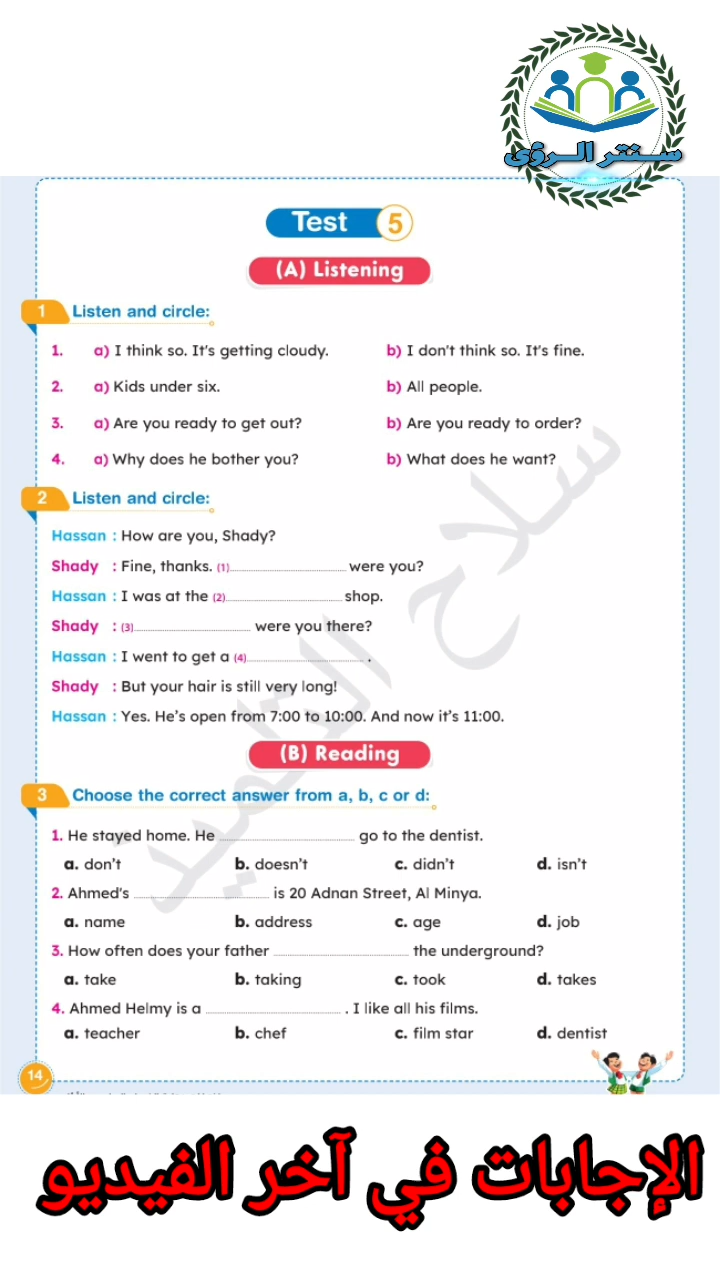 سنتر الرؤى
Test 5
(A) Listening
1 Listen and circle:
1. a) I think so. It's getting cloudy. b) I don't think so. It's fine.
2. a) Kids under six. b) All people.
3. a) Are you ready to get out? b) Are you ready to order?
4. a) Why does he bother you? b) What does he want?
2 Listen and circle:
Hassan : How are you, Shady?
Shady : Fine, thanks. (1)............ were you?
Hassan : I was at the (2)............ shop.
Shady : (3)............ were you there?
Hassan : I went to get a (4)............ .
Shady : But your hair is still very long!
Hassan : Yes. He's open from 7:00 to 10:00. And now it's 11:00.
(B) Reading
3 Choose the correct answer from a, b, c or d:
1. He stayed home. He ............ go to the dentist.
a. don't b. doesn't c. didn't d. isn't
2. Ahmed's ............ is 20 Adnan Street, Al Minya.
a. name b. address c. age d. job
3. How often does your father ............ the underground?
a. take b. taking c. took d. takes
4. Ahmed Helmy is a ............ . I like all his films.
a. teacher b. chef c. film star d. dentist
14
سلاح التلميذ
الإجابات في آخر الفيديو